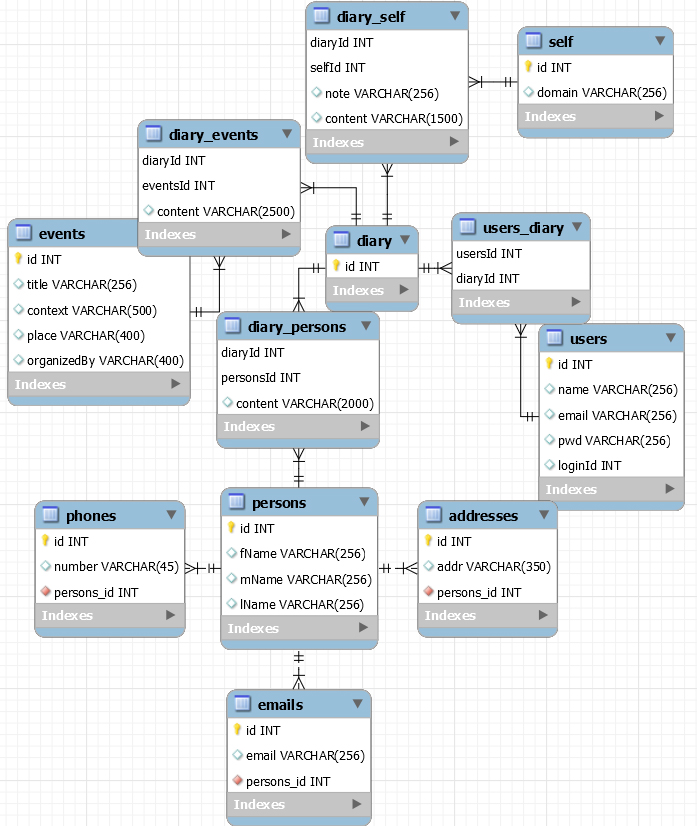 diary_self
diaryId INT
selfId INT
note VARCHAR(256)
content VARCHAR(1500)
Indexes
self
id INT
domain VARCHAR(256)
Indexes
diary_events
diaryId INT
eventsId INT
content VARCHAR(2500)
Indexes
events
id INT
title VARCHAR(256)
context VARCHAR(500)
place VARCHAR(400)
organizedBy VARCHAR(400)
Indexes
diary
id INT
users_diary
usersId INT
diaryId INT
Indexes
Indexes
diary_persons
diaryId INT
personsId INT
content VARCHAR(2000)
Indexes
users
id INT
name VARCHAR(256)
email VARCHAR(256)
pwd VARCHAR(256)
loginId INT
Indexes
phones
id INT
number VARCHAR(45)
persons_id INT
Indexes
persons
id INT
fName VARCHAR(256)
mName VARCHAR(256)
lName VARCHAR(256)
Indexes
addresses
id INT
addr VARCHAR(350)
persons_id INT
Indexes
emails
id INT
email VARCHAR(256)
persons_id INT
Indexes